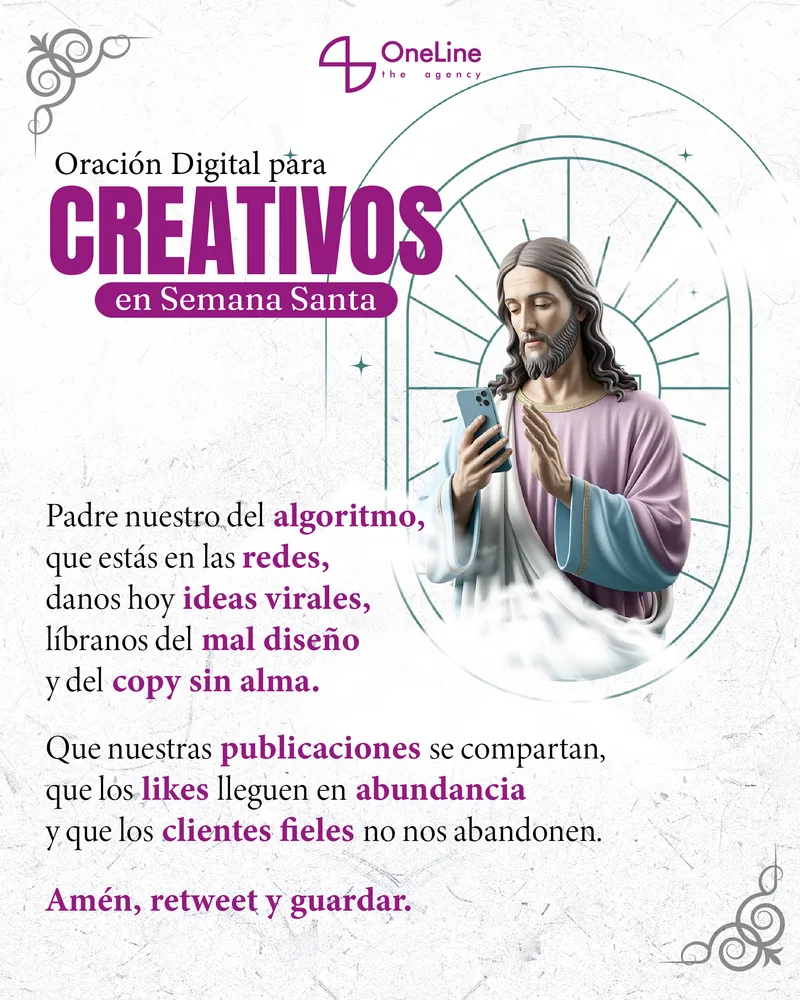 OneLine
the agency
Oración Digital para
CREATIVOS
en Semana Santa
Padre nuestro del algoritmo,
que estás en las redes,
danos hoy ideas virales,
líbranos del mal diseño
y del copy sin alma.
Que nuestras publicaciones se compartan,
que los likes lleguen en abundancia
y que los clientes fieles no nos abandonen.
Amén, retweet y guardar.